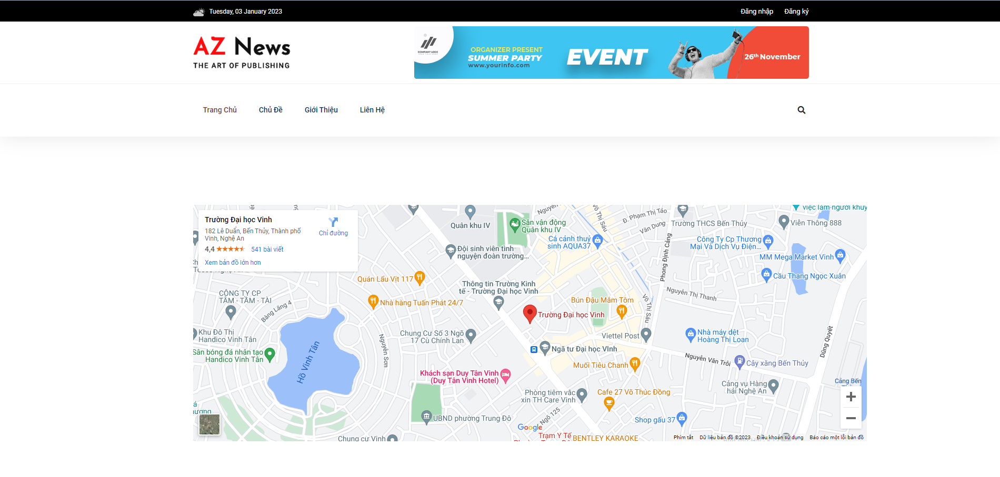 Tuesday, 03 January 2023
Đăng nhập
Đăng ký
AZ News
THE ART OF PUBLISHING
COMPANY LOGO
ORGANIZER PRESENT
SUMMER PARTY
www.yourinfo.com
EVENT
26th November
Trang Chủ
Chủ Đề
Giới Thiệu
Liên Hệ
Trường Đại học Vinh
182 Lê Duẩn, Bến Thủy, Thành phố
Vinh, Nghệ An
4,4
541 bài viết
Xem bản đồ lớn hơn
Chỉ đường
Quân khu IV
Sân vận động
Quân khu IV
Nguyễn
Võ Thị Sáu
Đ. Phạm Thị Tảo
Văn Dung
Trường THCS Bến Thủy
việc làm người khuy
Viễn Thông 888
Cá cảnh thuỷ
sinh AQUA37
Phong Định Cảng
Công Ty Cp Thương
Mại Và Dịch Vụ Điện...
MM Mega Market Vinh
Cầu Thang Ngọc Xuân
Đội sinh viên tình
nguyện đoàn trường...
Quán Lẩu Vịt 117
Thông tin Trường Kinh
tế - Trường Đại học Vinh
Nhà hàng Tuấn Phát 24/7
CÔNG TY CP
TÂM - TẦM - TÀI
Bằng Lăng 4
Nguyễn Thị Thanh
Bún Đậu Mắm Tôm
Võ Thị Sáu
Trường Đại học Vinh
Khu Đô Thị
Handico Vinh Tân
Chung Cư Số 3 Ngõ
17 Cù Chính Lan
Viettel Post
Nhà máy dệt
Hoàng Thị Loan
Dũng Quyết
Sân bóng đá nhân tạo
Handico Vinh Tân
Hồ Vinh Tân
Nguyễn Sơn
Ngã tư Đại học VInh
Nguyễn Văn Trỗi
Cây xăng Bến Thủy
Muối Tiêu Chanh
Khách sạn Duy Tân Vinh
(Duy Tân Vinh Hotel)
Cảng vụ Hàng
hải Nghệ An
Cảng Bến
Phòng tiêm vắc
xin TH Care Vinh
Cafe 27 Võ Thúc Đồng
Ngõ 125
UBND phường Trung Đô
Shop gấu 37
Google
Trạm Y Tế
BENTLEY KARAOKE
Chung cư Vinh
Phím tắt
Dữ liệu bản đồ ©2023
Điều khoản sử dụng
Báo cáo một lỗi bản đồ